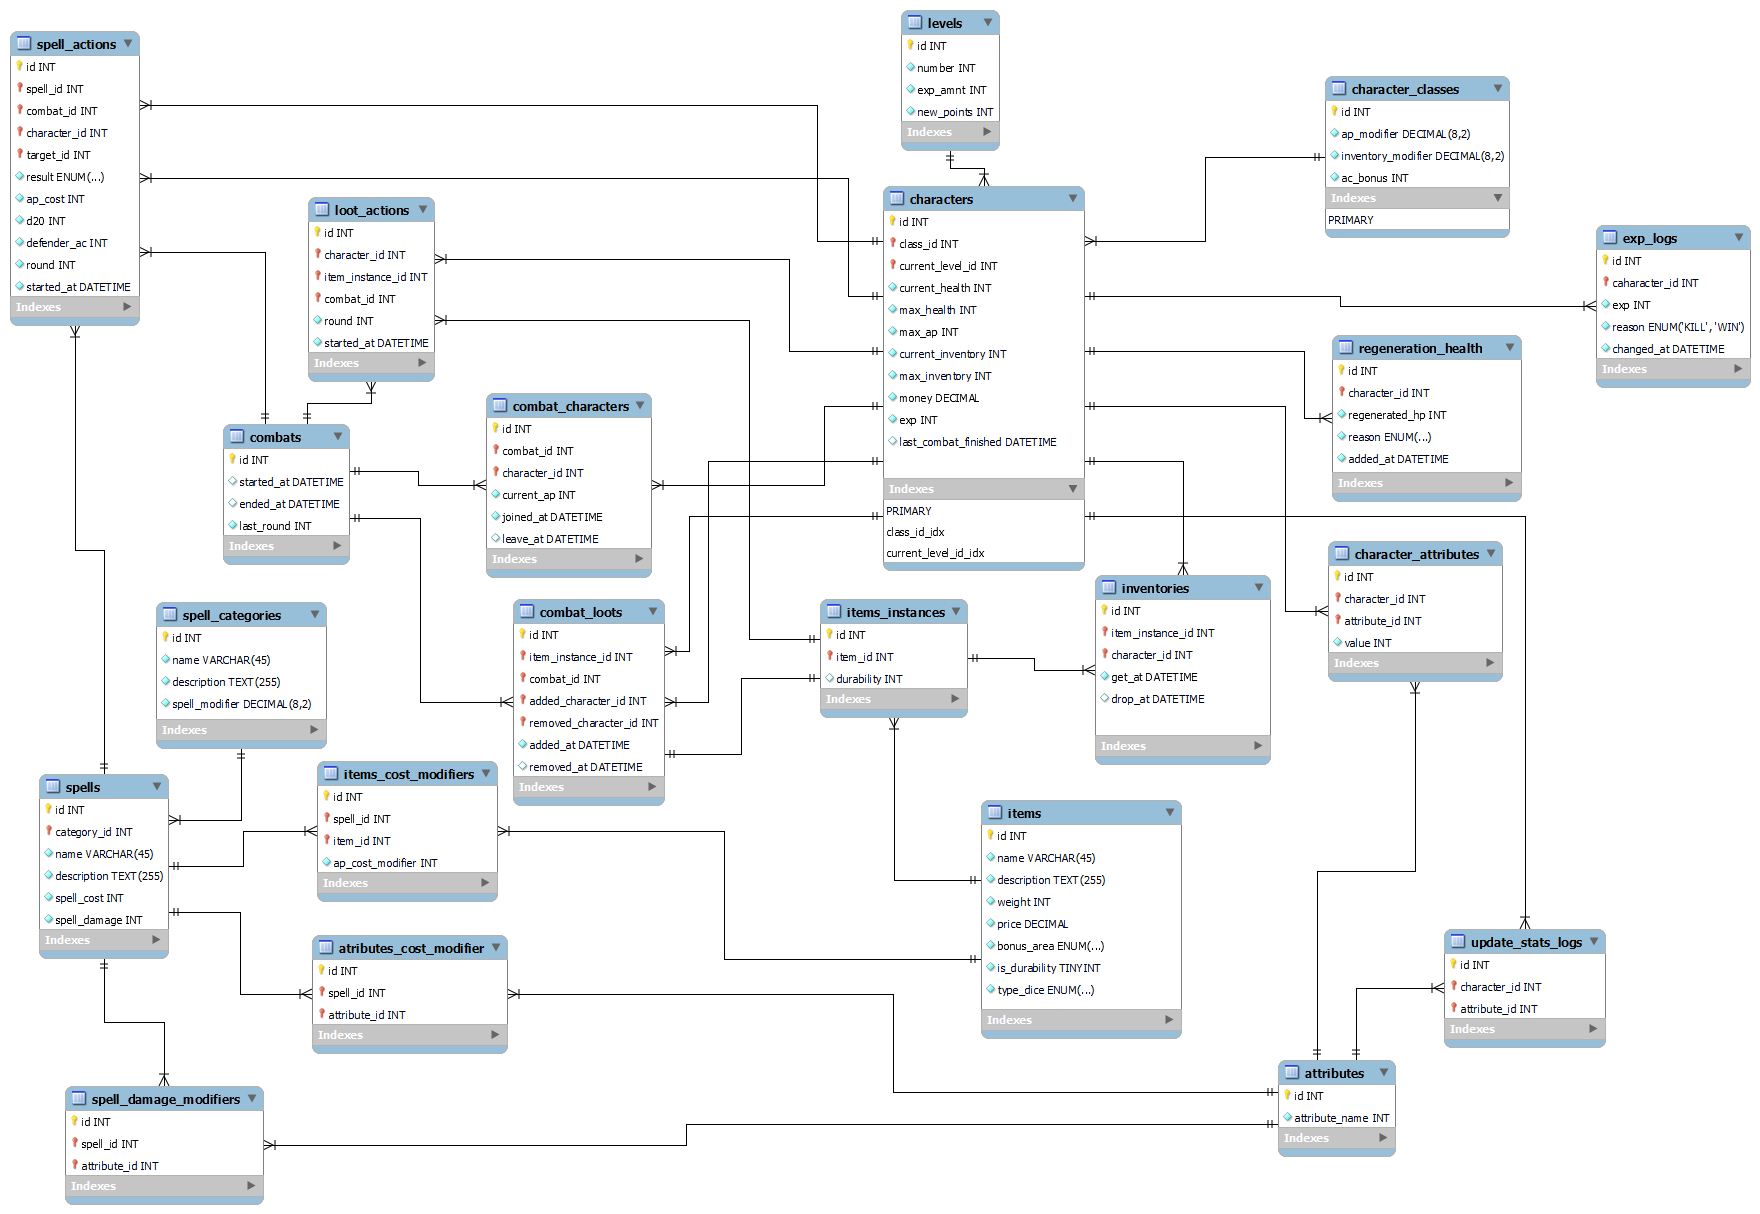 spell_actions
id INT
spell_id INT
combat_id INT
character_id INT
target_id INT
result ENUM(...)
ap_cost INT
d20 INT
defender_ac INT
round INT
started_at DATETIME
Indexes
levels
id INT
number INT
exp_amnt INT
new_points INT
Indexes
character_classes
id INT
ap_modifier DECIMAL(8,2)
inventory_modifier DECIMAL(8,2)
ac_bonus INT
Indexes
PRIMARY
loot_actions
id INT
character_id INT
item_instance_id INT
combat_id INT
round INT
started_at DATETIME
Indexes
characters
id INT
class_id INT
current_level_id INT
current_health INT
max_health INT
max_ap INT
current_inventory INT
max_inventory INT
money DECIMAL
exp INT
last_combat_finished DATETIME
Indexes
PRIMARY
class_id_idx
current_level_id_idx
exp_logs
id INT
caharacter_id INT
exp INT
reason ENUM('KILL', 'WIN')
changed_at DATETIME
Indexes
regeneration_health
id INT
character_id INT
regenerated_hp INT
reason ENUM(...)
added_at DATETIME
Indexes
combats
id INT
started_at DATETIME
ended_at DATETIME
last_round INT
Indexes
combat_characters
id INT
combat_id INT
character_id INT
current_ap INT
joined_at DATETIME
leave_at DATETIME
Indexes
character_attributes
id INT
character_id INT
attribute_id INT
value INT
Indexes
spell_categories
id INT
name VARCHAR(45)
description TEXT(255)
spell_modifier DECIMAL(8,2)
Indexes
combat_loots
id INT
item_instance_id INT
combat_id INT
added_character_id INT
removed_character_id INT
added_at DATETIME
removed_at DATETIME
Indexes
items_instances
id INT
item_id INT
durability INT
Indexes
inventories
id INT
item_instance_id INT
character_id INT
get_at DATETIME
drop_at DATETIME
Indexes
spells
id INT
category_id INT
name VARCHAR(45)
description TEXT(255)
spell_cost INT
spell_damage INT
Indexes
items_cost_modifiers
id INT
spell_id INT
item_id INT
ap_cost_modifier INT
Indexes
items
id INT
name VARCHAR(45)
description TEXT(255)
weight INT
price DECIMAL
bonus_area ENUM(...)
is_durability TINYINT
type_dice ENUM(...)
Indexes
atributes_cost_modifier
id INT
spell_id INT
attribute_id INT
Indexes
update_stats_logs
id INT
character_id INT
attribute_id INT
Indexes
attributes
id INT
attribute_name INT
Indexes
spell_damage_modifiers
id INT
spell_id INT
attribute_id INT
Indexes